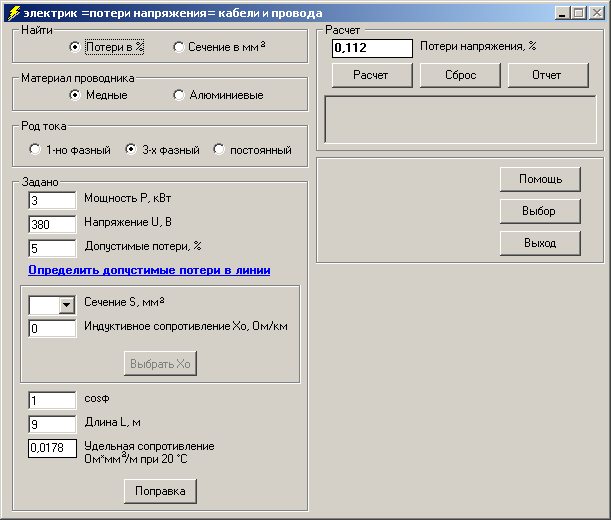 электрик =потери напряжения= кабели и провода
Найти
Потери в %
Сечение в мм²
Материал проводника
Медные
Алюминиевые
Род тока
1-но фазный
3-х фазный
постоянный
Задано
3
Мощность P, кВт
380
Напряжение U, В
5
Допустимые потери, %
Определить допустимые потери в линии
Сечение S, мм²
0
Индуктивное сопротивление Xo, Ом/км
Выбрать Xo
1
cosФ
9
Длина L, м
0,0178
Удельная сопротивление
Ом*мм²/м при 20 °C
Поправка
Расчет
0,112
Потери напряжения, %
Расчет
Сброс
Отчет
Помощь
Выбор
Выход